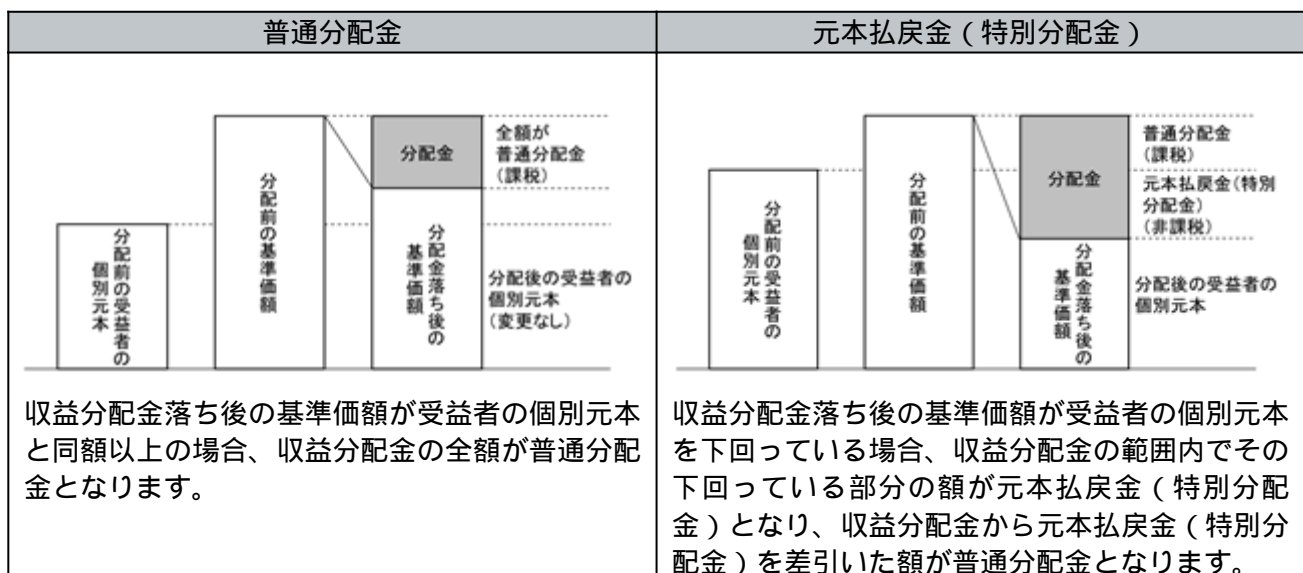 普通分配金
分配前の受益者の
個別元本
分配前の基準価額
分配金
分配金落ち後の
基準価額
全額が
普通分配金
(課税)
分配後の受益者の
個別元本
(変更なし)
収益分配金落ち後の基準価額が受益者の個別元本
と同額以上の場合、収益分配金の全額が普通分配
金となります。
元本払戻金(特別分配金)
分配前の受益者の
個別元本
分配前の基準価額
分配金
分配金落ち後の
基準価額
普通分配金
(課税)
元本払戻金(特別
分配金)
(非課税)
分配後の受益者の
個別元本
収益分配金落ち後の基準価額が受益者の個別元本
を下回っている場合、収益分配金の範囲内でその
下回っている部分の額が元本払戻金(特別分配
金)となり、収益分配金から元本払戻金(特別分
配金)を差引いた額が普通分配金となります。